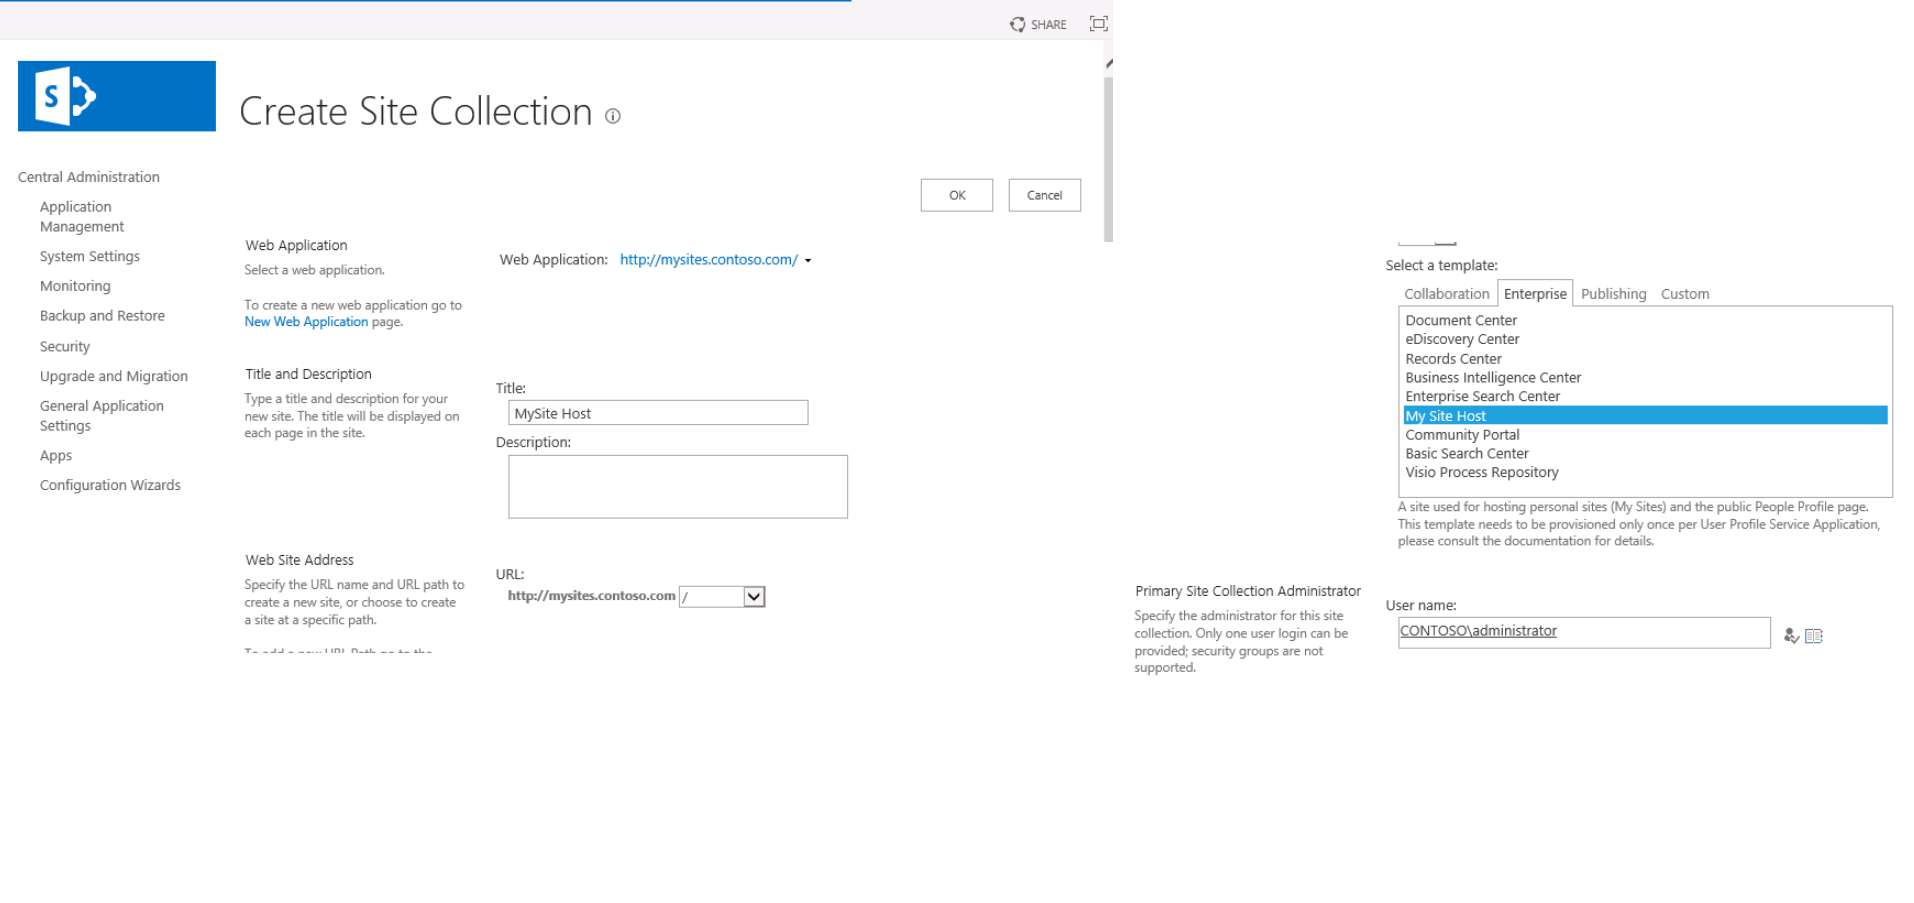 SHARE
S
Create Site Collection
Central Administration
Application
Management
System Settings
Monitoring
Backup and Restore
Security
Upgrade and Migration
General Application
Settings
Apps
Configuration Wizards
OK
Cancel
Web Application
Select a web application.
To create a new web application go to
New Web Application page.
Web Application: http://mysites.contoso.com/
Title and Description
Type a title and description for your
new site. The title will be displayed on
each page in the site.
Title:
MySite Host
Description:
Web Site Address
Specify the URL name and URL path to
create a new site, or choose to create
a site at a specific path.
To add a new URL Path go to the
URL:
http://mysites.contoso.com /
Select a template:
Collaboration Enterprise Publishing Custom
Document Center
eDiscovery Center
Records Center
Business Intelligence Center
Enterprise Search Center
My Site Host
Community Portal
Basic Search Center
Visio Process Repository
A site used for hosting personal sites (My Sites) and the public People Profile page.
This template needs to be provisioned only once per User Profile Service Application,
please consult the documentation for details.
Primary Site Collection Administrator
Specify the administrator for this site
collection. Only one user login can be
provided; security groups are not
supported.
User name:
CONTOSO\administrator